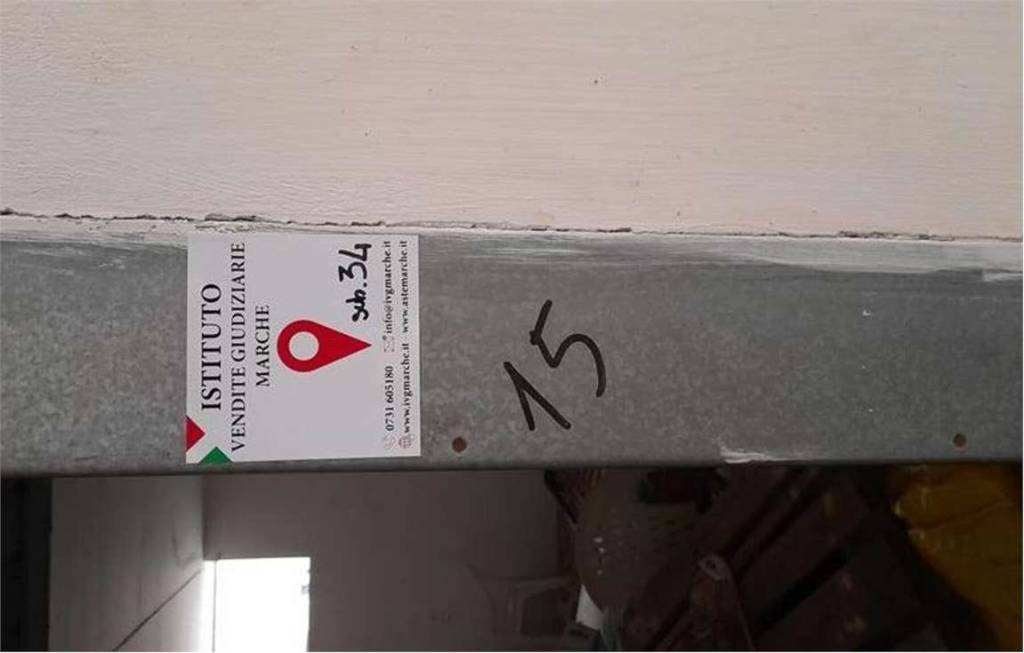 ISTITUTO
VENDITE GIUDIZIARIE
MARCHE
sub.34
0731 605180 info@ivgmarche.it
www.ivgmarche.it - www.astemarche.it
15